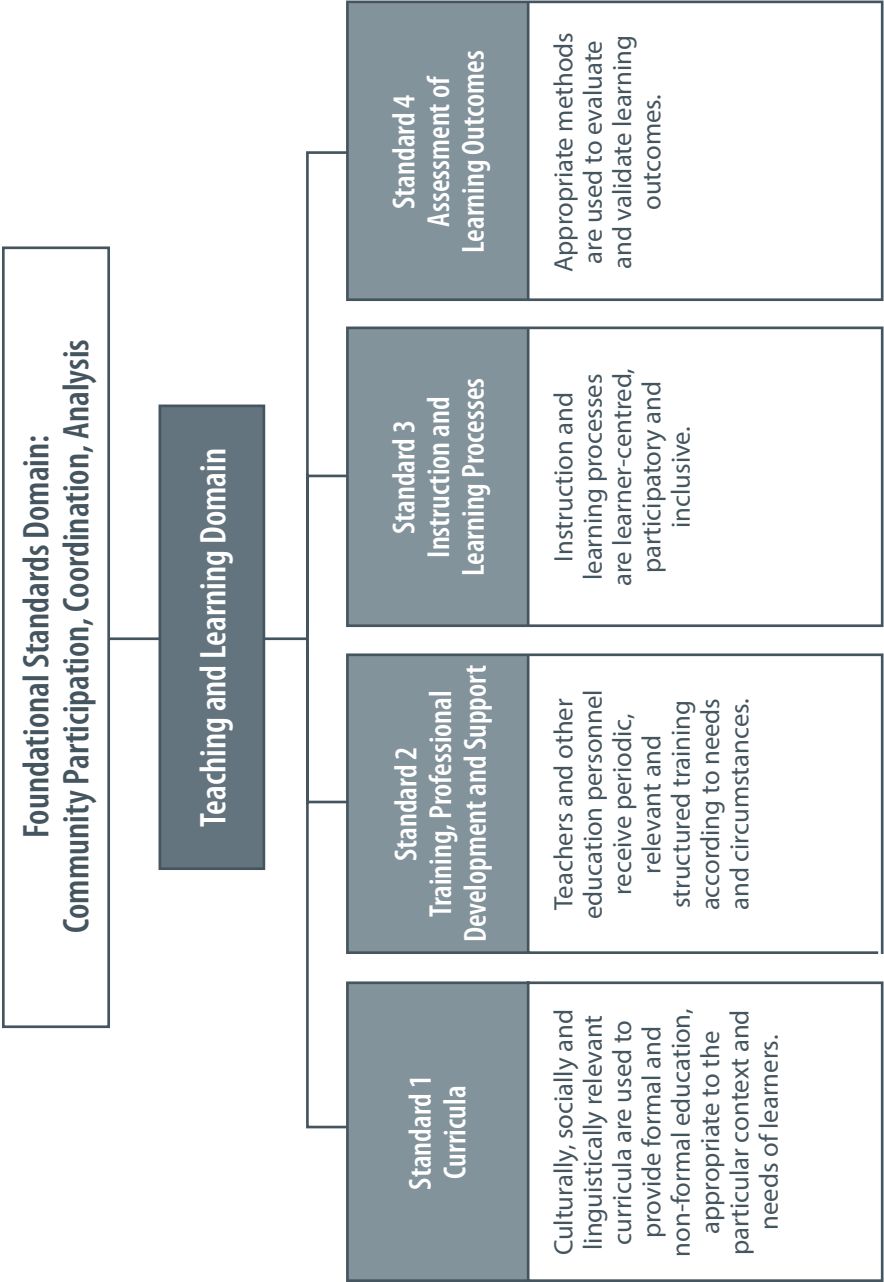 Foundational Standards Domain:
Community Participation, Coordination, Analysis
Teaching and Learning Domain
Standard 1
Curricula
Culturally, socially and
linguistically relevant
curricula are used to
provide formal and
non-formal education,
appropriate to the
particular context and
needs of learners.
Standard 2
Training, Professional
Development and Support
Teachers and other
education personnel
receive periodic,
relevant and
structured training
according to needs
and circumstances.
Standard 3
Instruction and
Learning Processes
Instruction and
learning processes
are learner-centred,
participatory and
inclusive.
Standard 4
Assessment of
Learning Outcomes
Appropriate methods
are used to evaluate
and validate learning
outcomes.